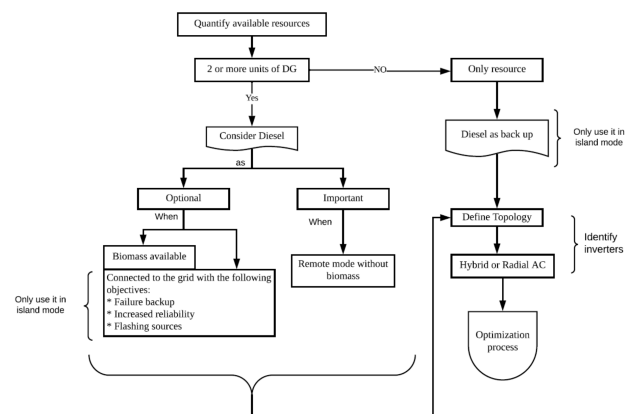 Quantify available resources
2 or more units of DG
NO
Only resource
Yes
Consider Diesel
as
Diesel as back up
Only use it in
island mode
Optional
Important
When
When
Define Topology
Identify
inverters
Biomass available
Remote mode without
biomass
Hybrid or Radial AC
Connected to the grid with the following
objectives:
* Failure backup
* Increased reliability
* Flashing sources
Only use it in
island mode
Optimization
process